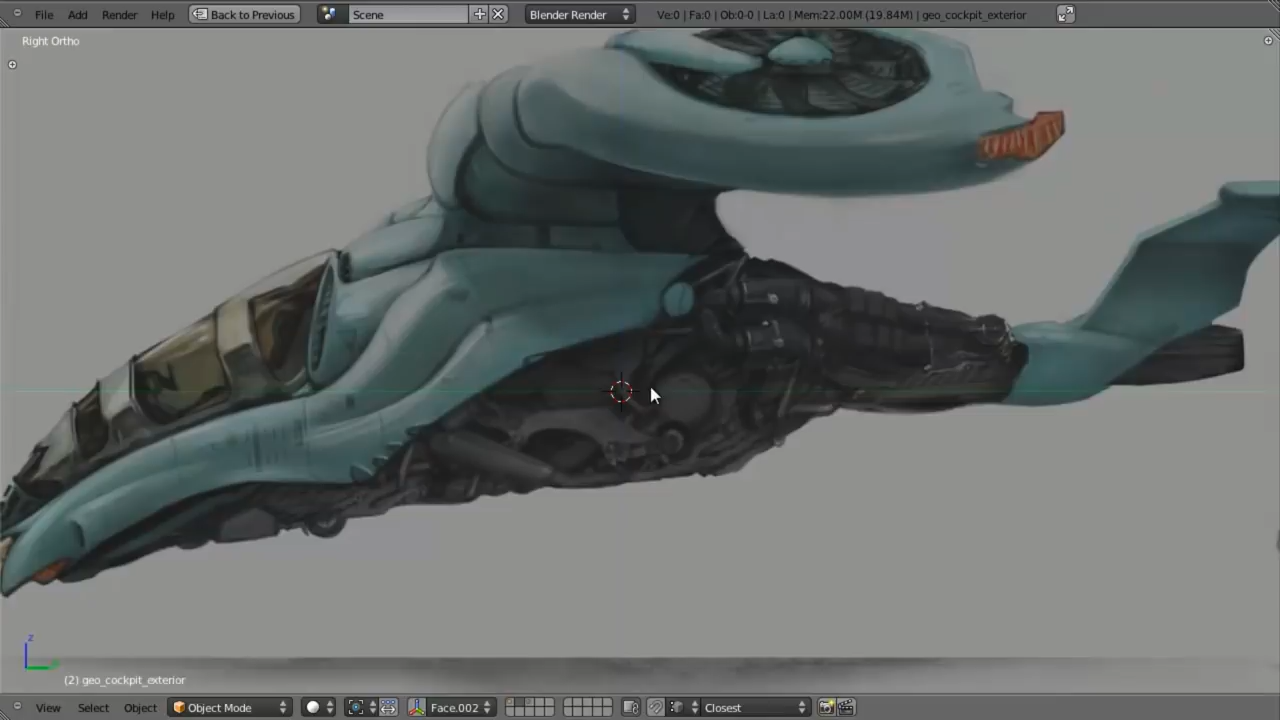 File Add Render Help Back to Previous Scene Blender Render Ve:0 | Fa:0 | Ob:0-0 | La:0 | Mem:22.00M (19.84M) | geo_cockpit_exterior
Right Ortho
z
(2) geo_cockpit_exterior
View Select Object Object Mode Face.002 Closest